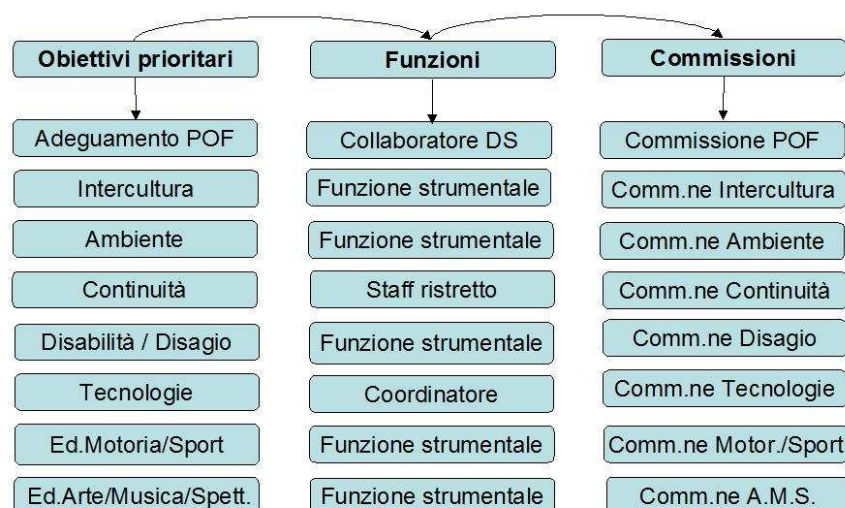 Obiettivi prioritari
Funzioni
Commissioni
Adeguamento POF
Collaboratore DS
Commissione POF
Intercultura
Funzione strumentale
Comm.ne Intercultura
Ambiente
Funzione strumentale
Comm.ne Ambiente
Continuità
Staff ristretto
Comm.ne Continuità
Disabilità / Disagio
Funzione strumentale
Comm.ne Disagio
Tecnologie
Coordinatore
Comm.ne Tecnologie
Ed.Motoria/Sport
Funzione strumentale
Comm.ne Motor./Sport
Ed.Arte/Musica/Spett.
Funzione strumentale
Comm.ne A.M.S.